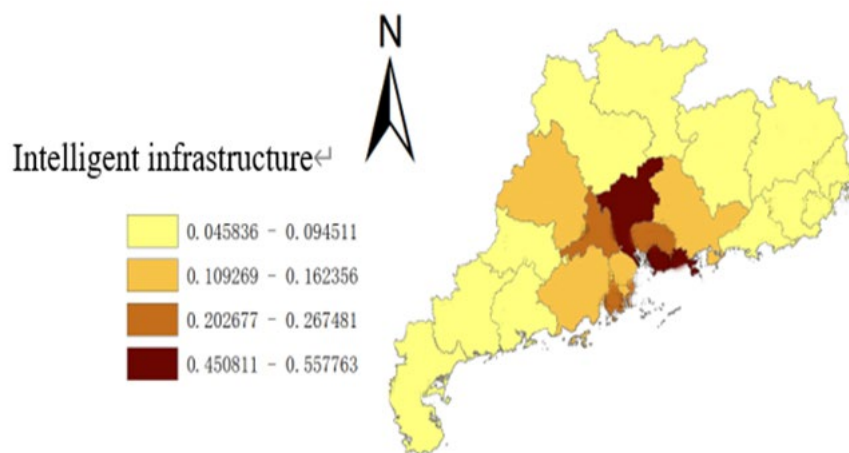 N
Intelligent infrastructure↵
0.045836 - 0.094511
0.109269 - 0.162356
0.202677 - 0.267481
0.450811 - 0.557763